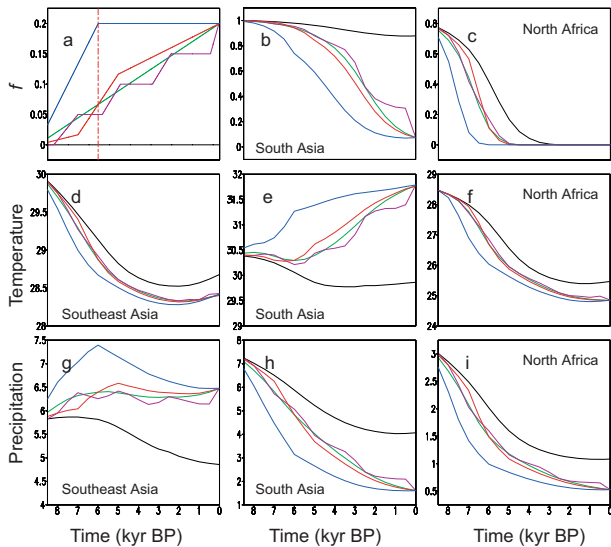 a
b
c
North Africa
f
0.2
0.15
0.1
0.05
0
1
0.8
0.6
0.4
0.2
0
0.8
0.6
0.4
0.2
0
South Asia
d
e
f
North Africa
Temperature
30
29.5
29
28.5
28
32
31.5
31
30.5
30
29.5
29
29
28
27
26
25
24
Southeast Asia
South Asia
g
h
i
North Africa
Precipitation
7.5
7
6.5
6
5.5
5
4.5
4
8
7
6
5
4
3
2
1
3
2.5
2
1.5
1
0.5
Southeast Asia
South Asia
8 7 6 5 4 3 2 1 0
8 7 6 5 4 3 2 1 0
8 7 6 5 4 3 2 1 0
Time (kyr BP)
Time (kyr BP)
Time (kyr BP)